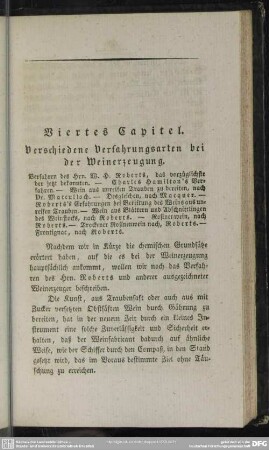 Viertes Capitel.
Verschiedene Verfahrungsarten bei
der Weinerzeugung.
Verfahren des Hrn. W. H. Roberts, das vorzüglichste
der jetzt bekannten. — Charles Hamilton's Ver-
fahren. — Wein aus unreifen Trauben zu bereiten, nach
Dr. — Desgleichen, nach Macquer. —
Roberts's Erfahrungen bei Bereitung des Weins aus un-
reifen Trauben. — Wein aus Blättern und Abschnittlingen
des Weinstocks, nach Roberts. — Rosinenwein, nach
Roberts. — Trockner Rosinenwein nach, Roberts. —
Frontignac, nach Roberts.
Nachdem wir in Kürze die chemischen Grundsätze
erörtert haben, auf die es bei der Weinerzeugung
hauptsächlich ankommt, wollen wir nach das Verfah-
ren des Hrn. Roberts und anderer ausgezeichneter
Weinerzeuger beschreiben.
Die Kunst, aus Traubensaft oder auch aus mit
Zucker versetzten Obstsäften Wein durch Gährung zu
bereiten, hat in der neuern Zeit durch ein kleines In-
strument eine solche Zuverlässigkeit und Sicherheit er-
halten, daß der Weinfabrikant dadurch auf ähnliche
Weise, wie der Schiffer durch den Compaß, in den Stand
gesetzt wird, das im Voraus bestimmte Ziel ohne Täu-
schung zu erreichen.